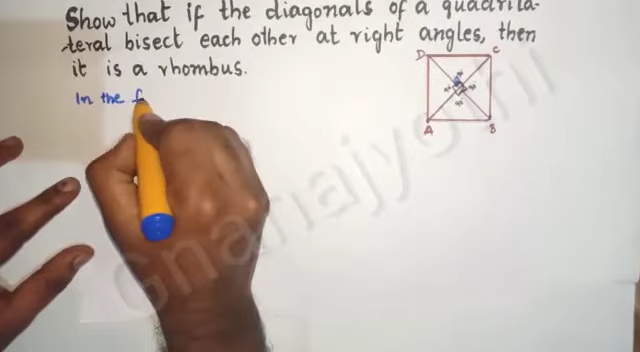 Show that if the diagonals of a quadrila-
-teral bisect each other at right angles, then
it is a rhombus.
In the f
D C
A B
Gnanajyothi